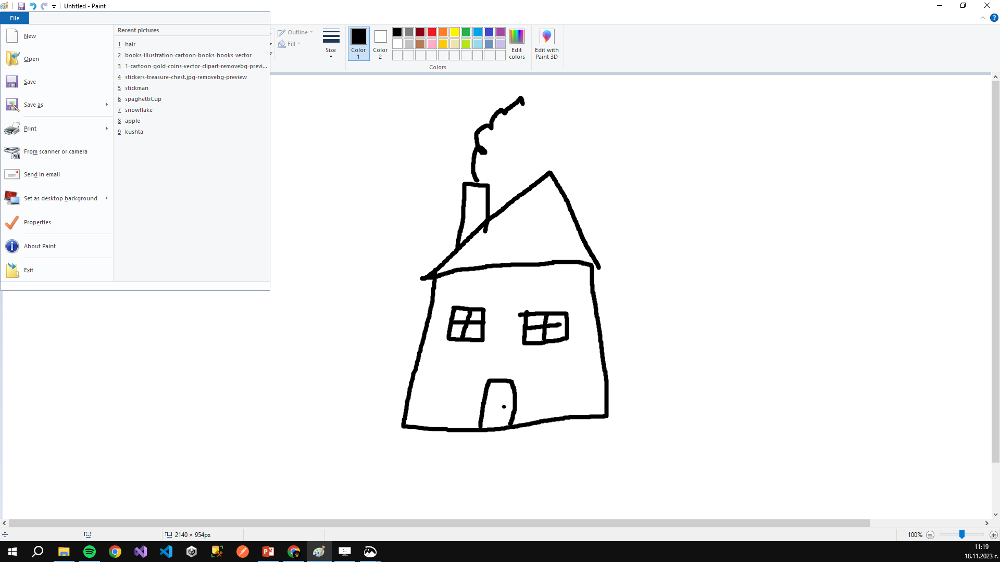 Untitled - Paint
File
New
Open
Save
Save as
Print
From scanner or camera
Send in email
Set as desktop background
Properties
About Paint
Exit
Recent pictures
1 hair
2 books-illustration-cartoon-books-books-vector
3 1-cartoon-gold-coins-vector-clipart-removebg-previ...
4 stickers-treasure-chest.jpg-removebg-preview
5 stickman
6 spaghettiCup
7 snowflake
8 apple
9 kushta
Outline
Fill
Size
Color 1
Color 2
Edit colors
Edit with Paint 3D
Colors
2140 × 954px
100%
11:19
18.11.2023 г.